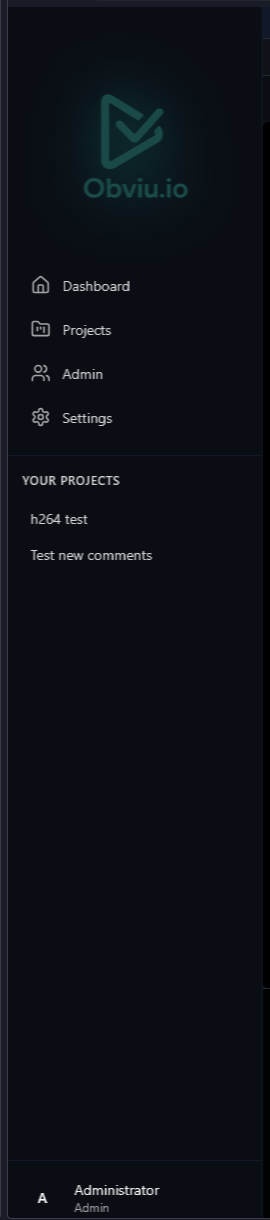 Obviu.io
Dashboard
Projects
Admin
Settings
YOUR PROJECTS
h264 test
Test new comments
A
Administrator
Admin